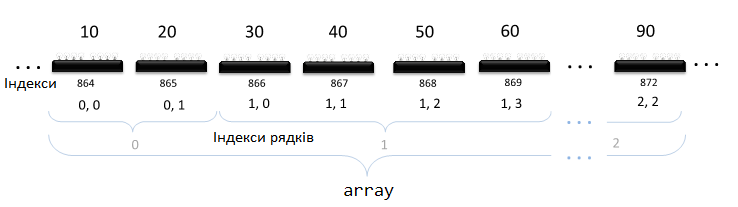 10 20 30 40 50 60 90
... ... ...
Індекси 864 865 866 867 868 869 872
0, 0 0, 1 1, 0 1, 1 1, 2 1, 3 2, 2
Індекси рядків ...
0 1 ... 2
array